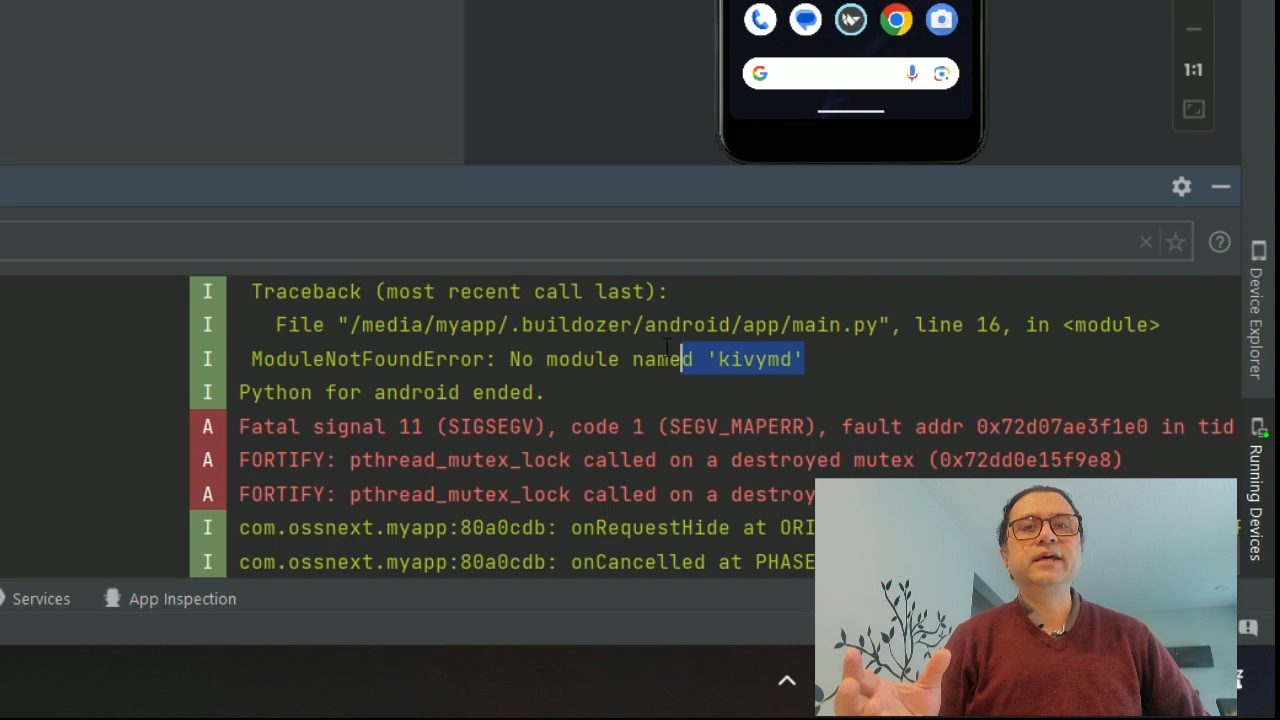 1:1
I Traceback (most recent call last):
I File "/media/myapp/.buildozer/android/app/main.py", line 16, in <module>
I ModuleNotFoundError: No module named 'kivymd'
I Python for android ended.
A Fatal signal 11 (SIGSEGV), code 1 (SEGV_MAPERR), fault addr 0x72d07ae3f1e0 in tid
A FORTIFY: pthread_mutex_lock called on a destroyed mutex (0x72dd0e15f9e8)
A FORTIFY: pthread_mutex_lock called on a destroy
I com.ossnext.myapp:80a0cdb: onRequestHide at ORI
I com.ossnext.myapp:80a0cdb: onCancelled at PHASE
Device Explorer
Running Devices
Services
App Inspection